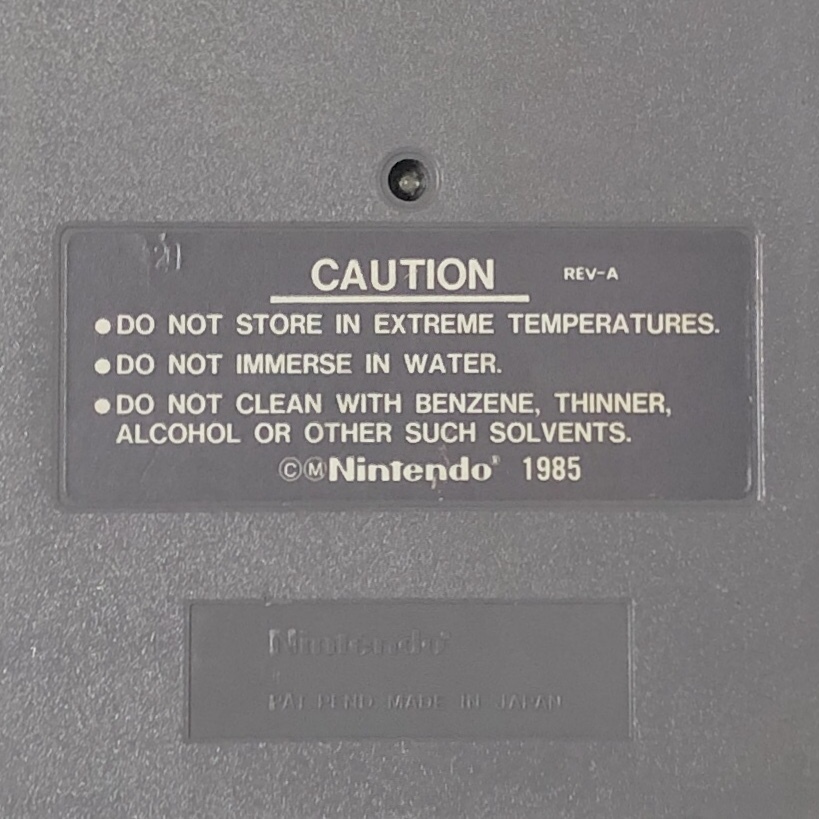 CAUTION REV-A
●DO NOT STORE IN EXTREME TEMPERATURES.
●DO NOT IMMERSE IN WATER.
●DO NOT CLEAN WITH BENZENE, THINNER,
ALCOHOL OR OTHER SUCH SOLVENTS.
ⒸⓂNintendo® 1985
Nintendo®
PAT PEND MADE IN JAPAN